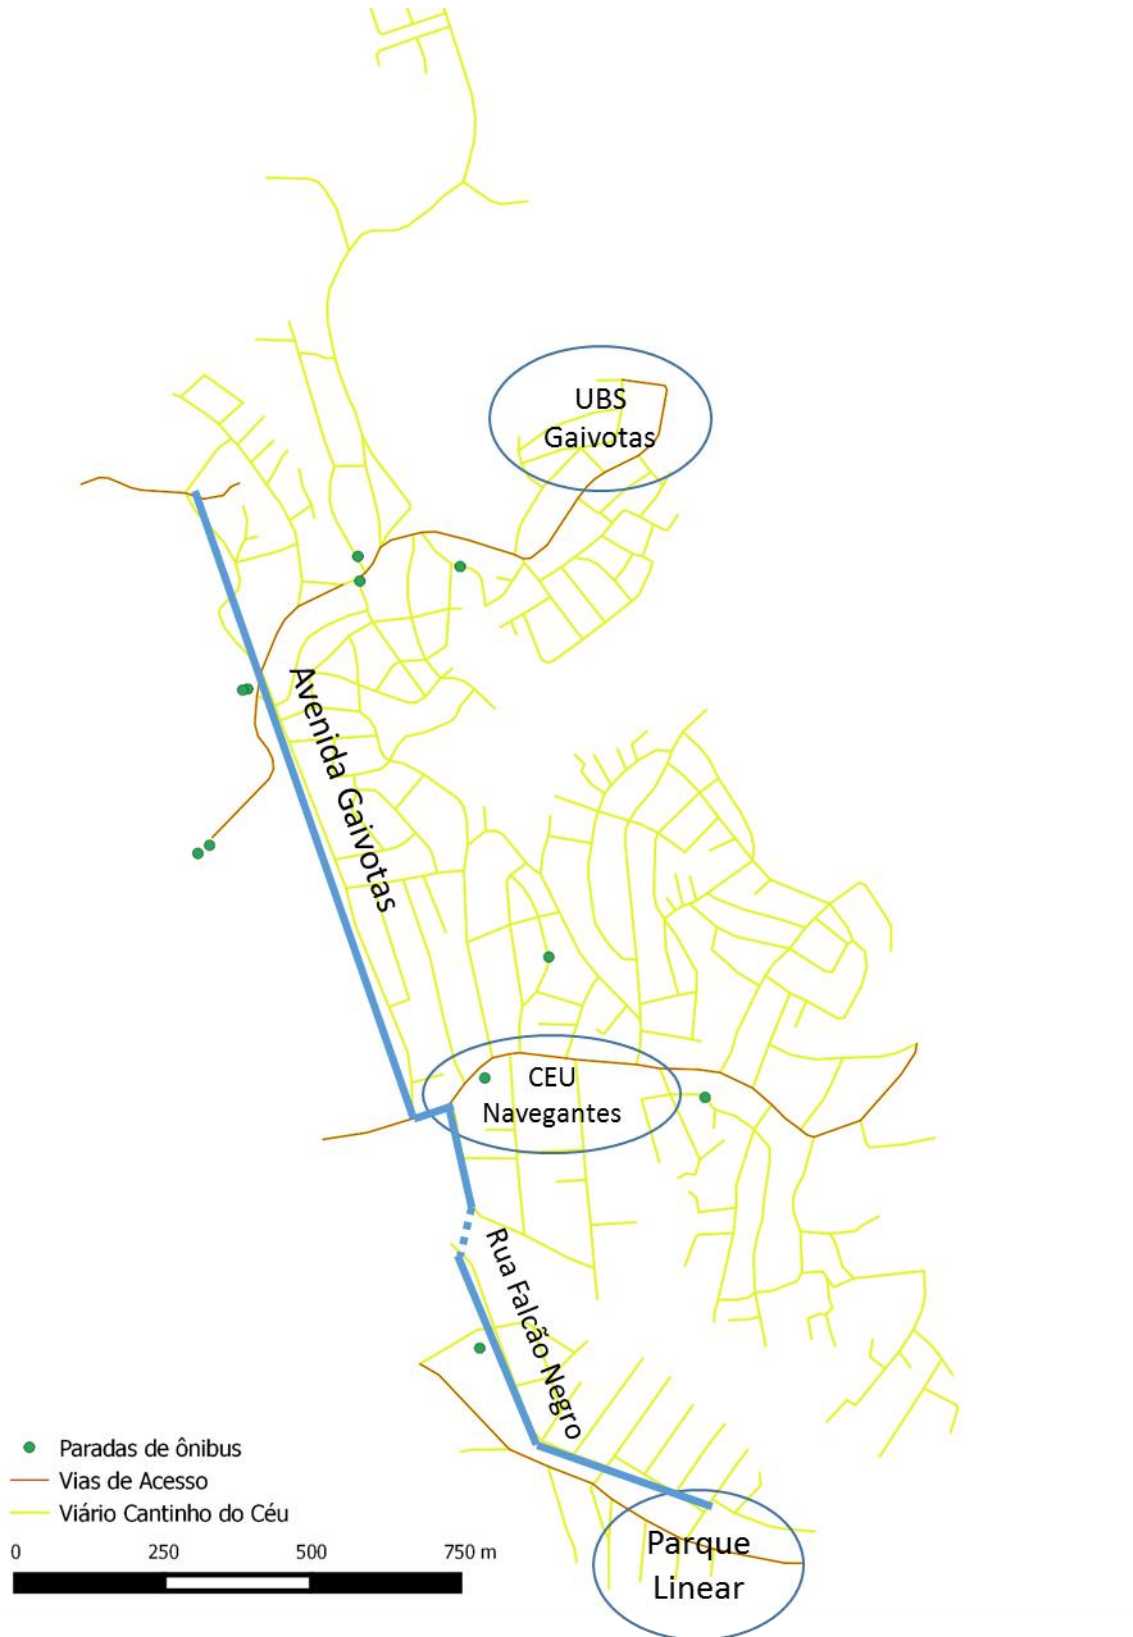 UBS
Gaivotas
Avenida Gaivotas
CEU
Navegantes
Rua Falcão Negro
Paradas de ônibus
Vias de Acesso
Viário Cantinho do Céu
0 250 500 750 m
Parque
Linear